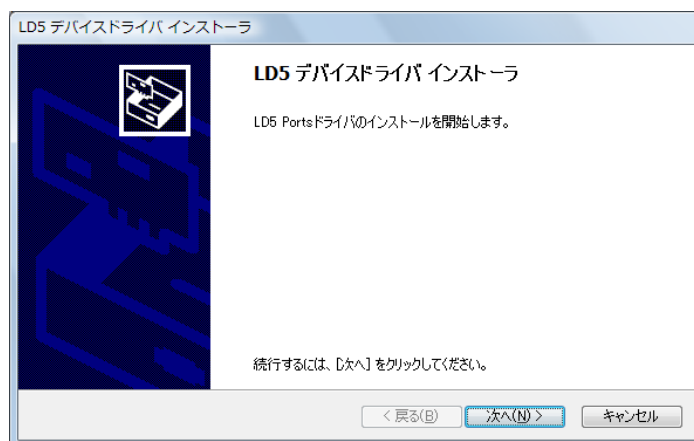 LD5 デバイスドライバ インストーラ
LD5 デバイスドライバ インストーラ
LD5 Portsドライバのインストールを開始します。
続行するには、[次へ] をクリックしてください。
< 戻る(B) 次へ(N) > キャンセル